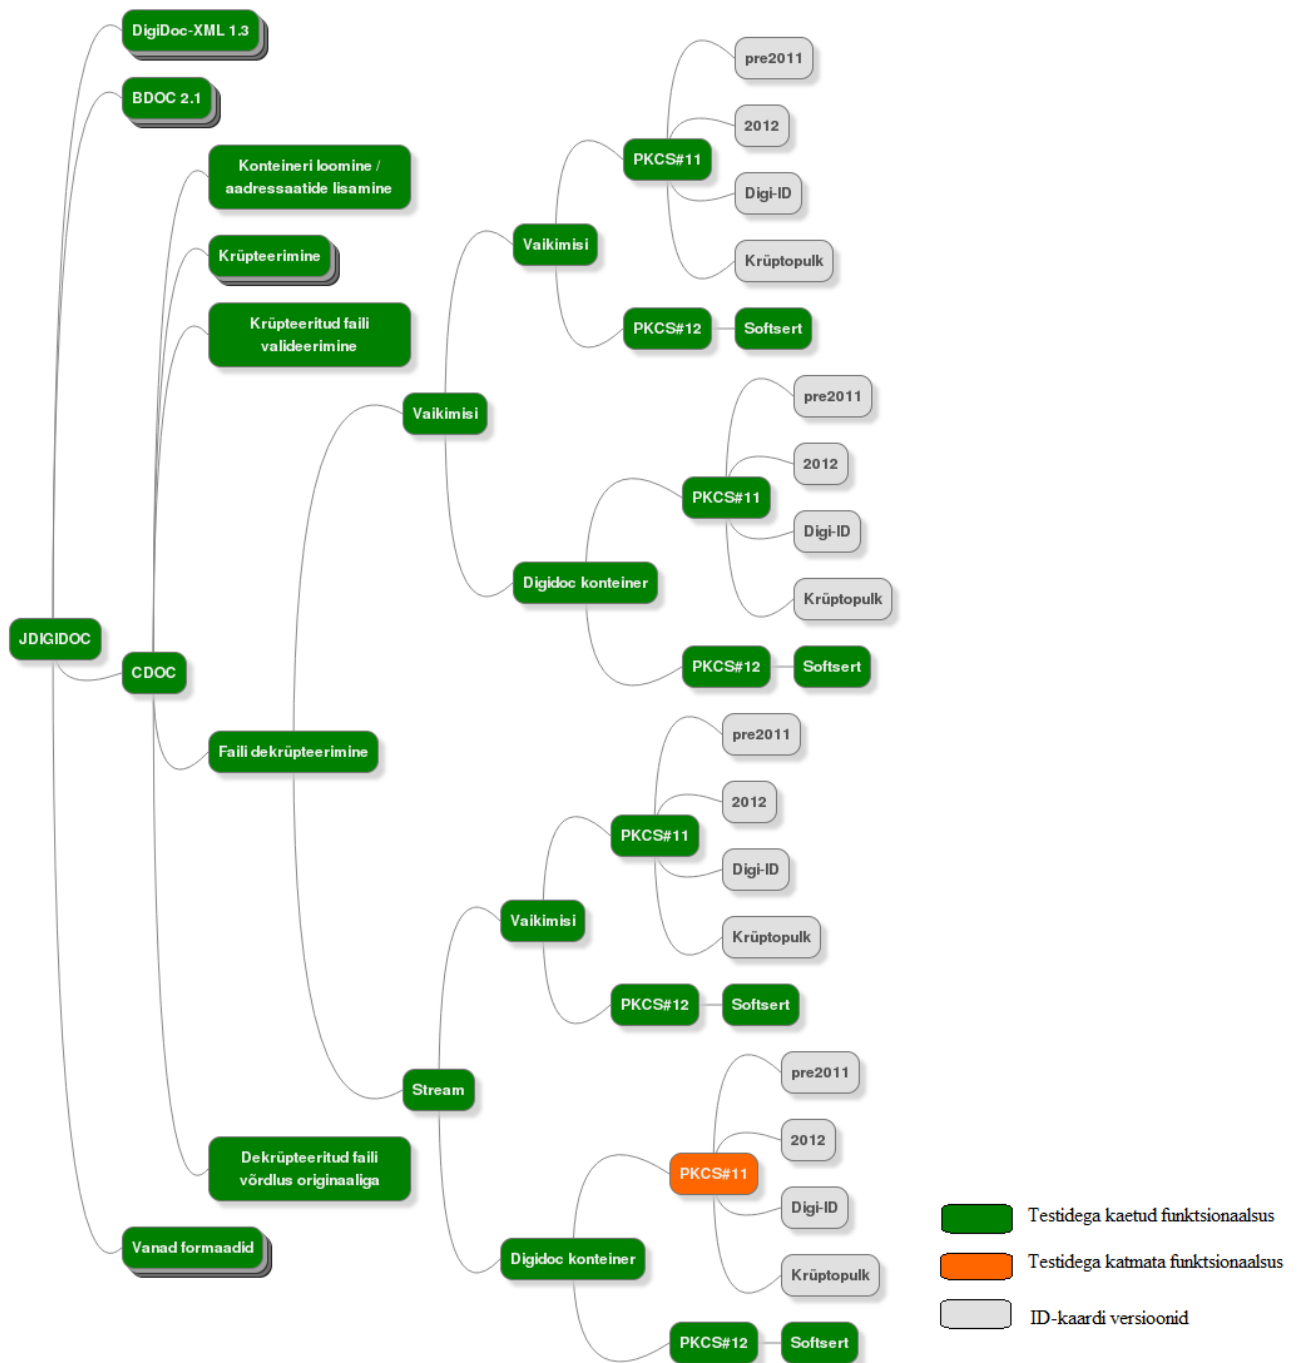 JDIGIDOC
DigiDoc-XML 1.3
BDOC 2.1
CDOC
Konteineri loomine /
aadressaatide lisamine
Krüpteerimine
Krüpteeritud faili
valideerimine
Faili dekrüpteerimine
Vaikimisi
Vaikimisi
PKCS#11
pre2011
2012
Digi-ID
Krüptopulk
PKCS#12
Softsert
Digidoc konteiner
PKCS#11
pre2011
2012
Digi-ID
Krüptopulk
PKCS#12
Softsert
Stream
Vaikimisi
PKCS#11
pre2011
2012
Digi-ID
Krüptopulk
PKCS#12
Softsert
Digidoc konteiner
PKCS#11
pre2011
2012
Digi-ID
Krüptopulk
PKCS#12
Softsert
Dekrüpteeritud faili
võrdlus originaaliga
Vanad formaadid
Testidega kaetud funktsionaalsus
Testidega katmata funktsionaalsus
ID-kaardi versioonid